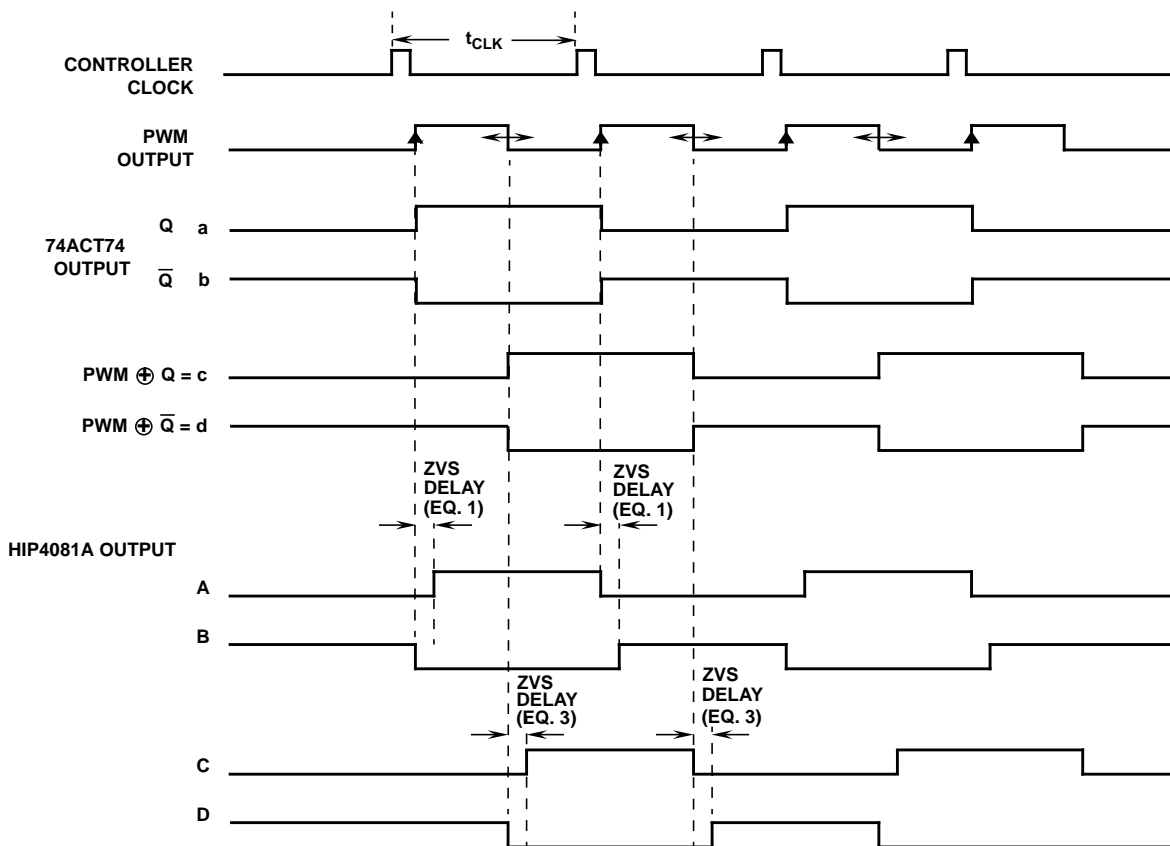 t_CLK
CONTROLLER
CLOCK
PWM
OUTPUT
Q a
74ACT74
OUTPUT
Q̅ b
PWM ⊕ Q = c
PWM ⊕ Q̅ = d
ZVS
DELAY
(EQ. 1)
ZVS
DELAY
(EQ. 1)
HIP4081A OUTPUT
A
B
ZVS
DELAY
(EQ. 3)
ZVS
DELAY
(EQ. 3)
C
D